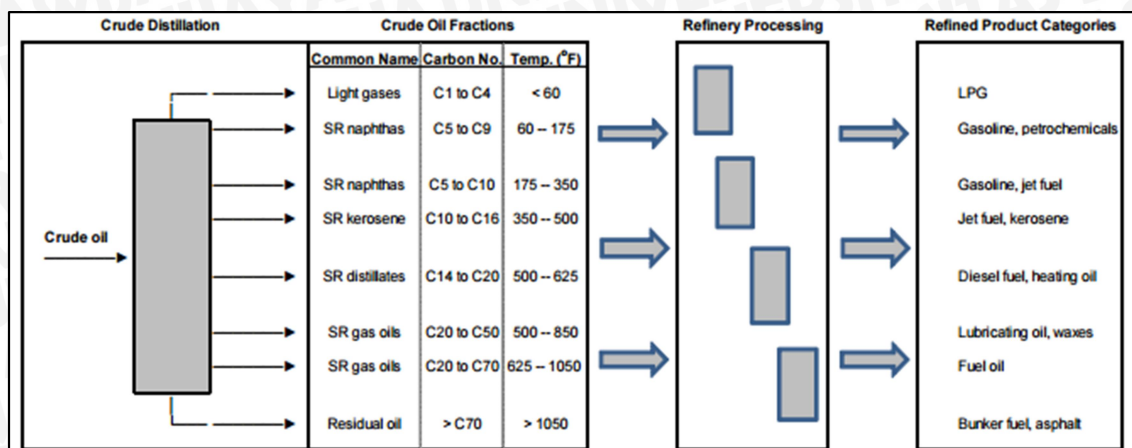 Crude Distillation Crude Oil Fractions Refinery Processing Refined Product Categories
Common Name Carbon No. Temp. (°F)
Light gases C1 to C4 < 60 LPG
SR naphthas C5 to C9 60 -- 175 Gasoline, petrochemicals
SR naphthas C5 to C10 175 -- 350 Gasoline, jet fuel
SR kerosene C10 to C16 350 -- 500 Jet fuel, kerosene
Crude oil
SR distillates C14 to C20 500 -- 625 Diesel fuel, heating oil
SR gas oils C20 to C50 500 -- 850 Lubricating oil, waxes
SR gas oils C20 to C70 625 -- 1050 Fuel oil
Residual oil > C70 > 1050 Bunker fuel, asphalt